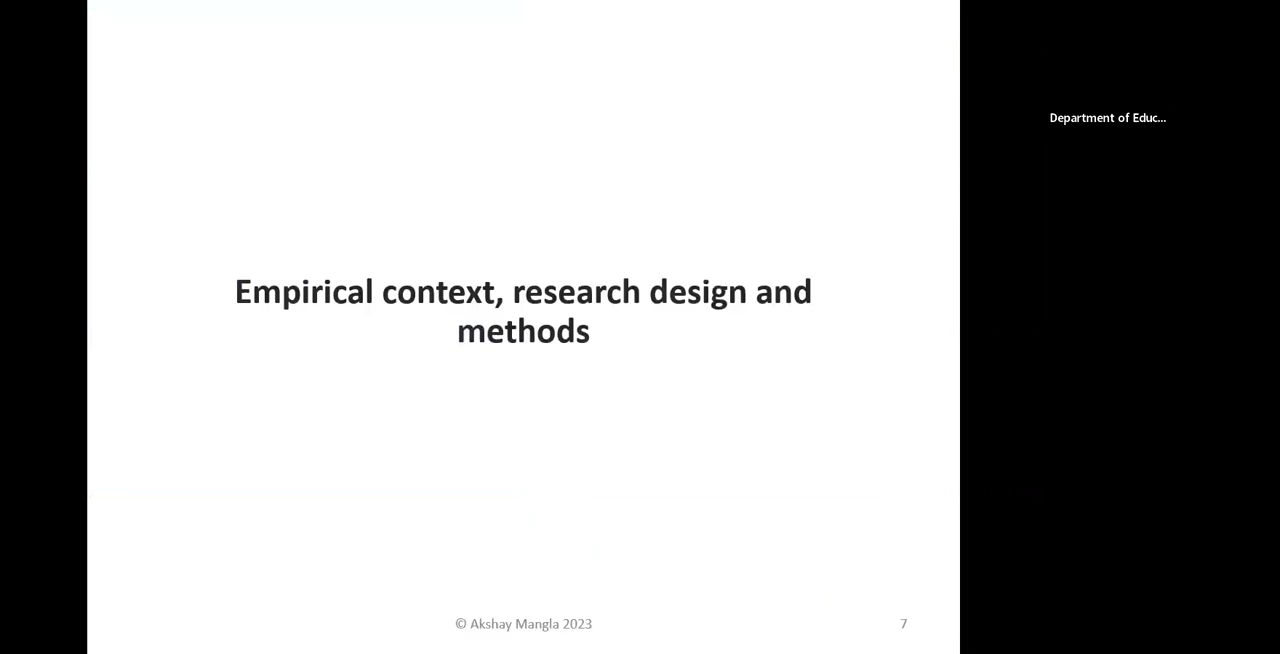 Department of Educ...
Empirical context, research design and
methods
© Akshay Mangla 2023
7